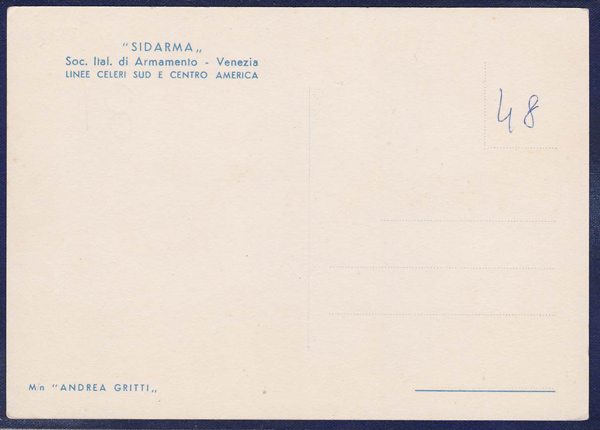 "SIDARMA„
Soc. Ital. di Armamento - Venezia
LINEE CELERI SUD E CENTRO AMERICA
48
M/n "ANDREA GRITTI„